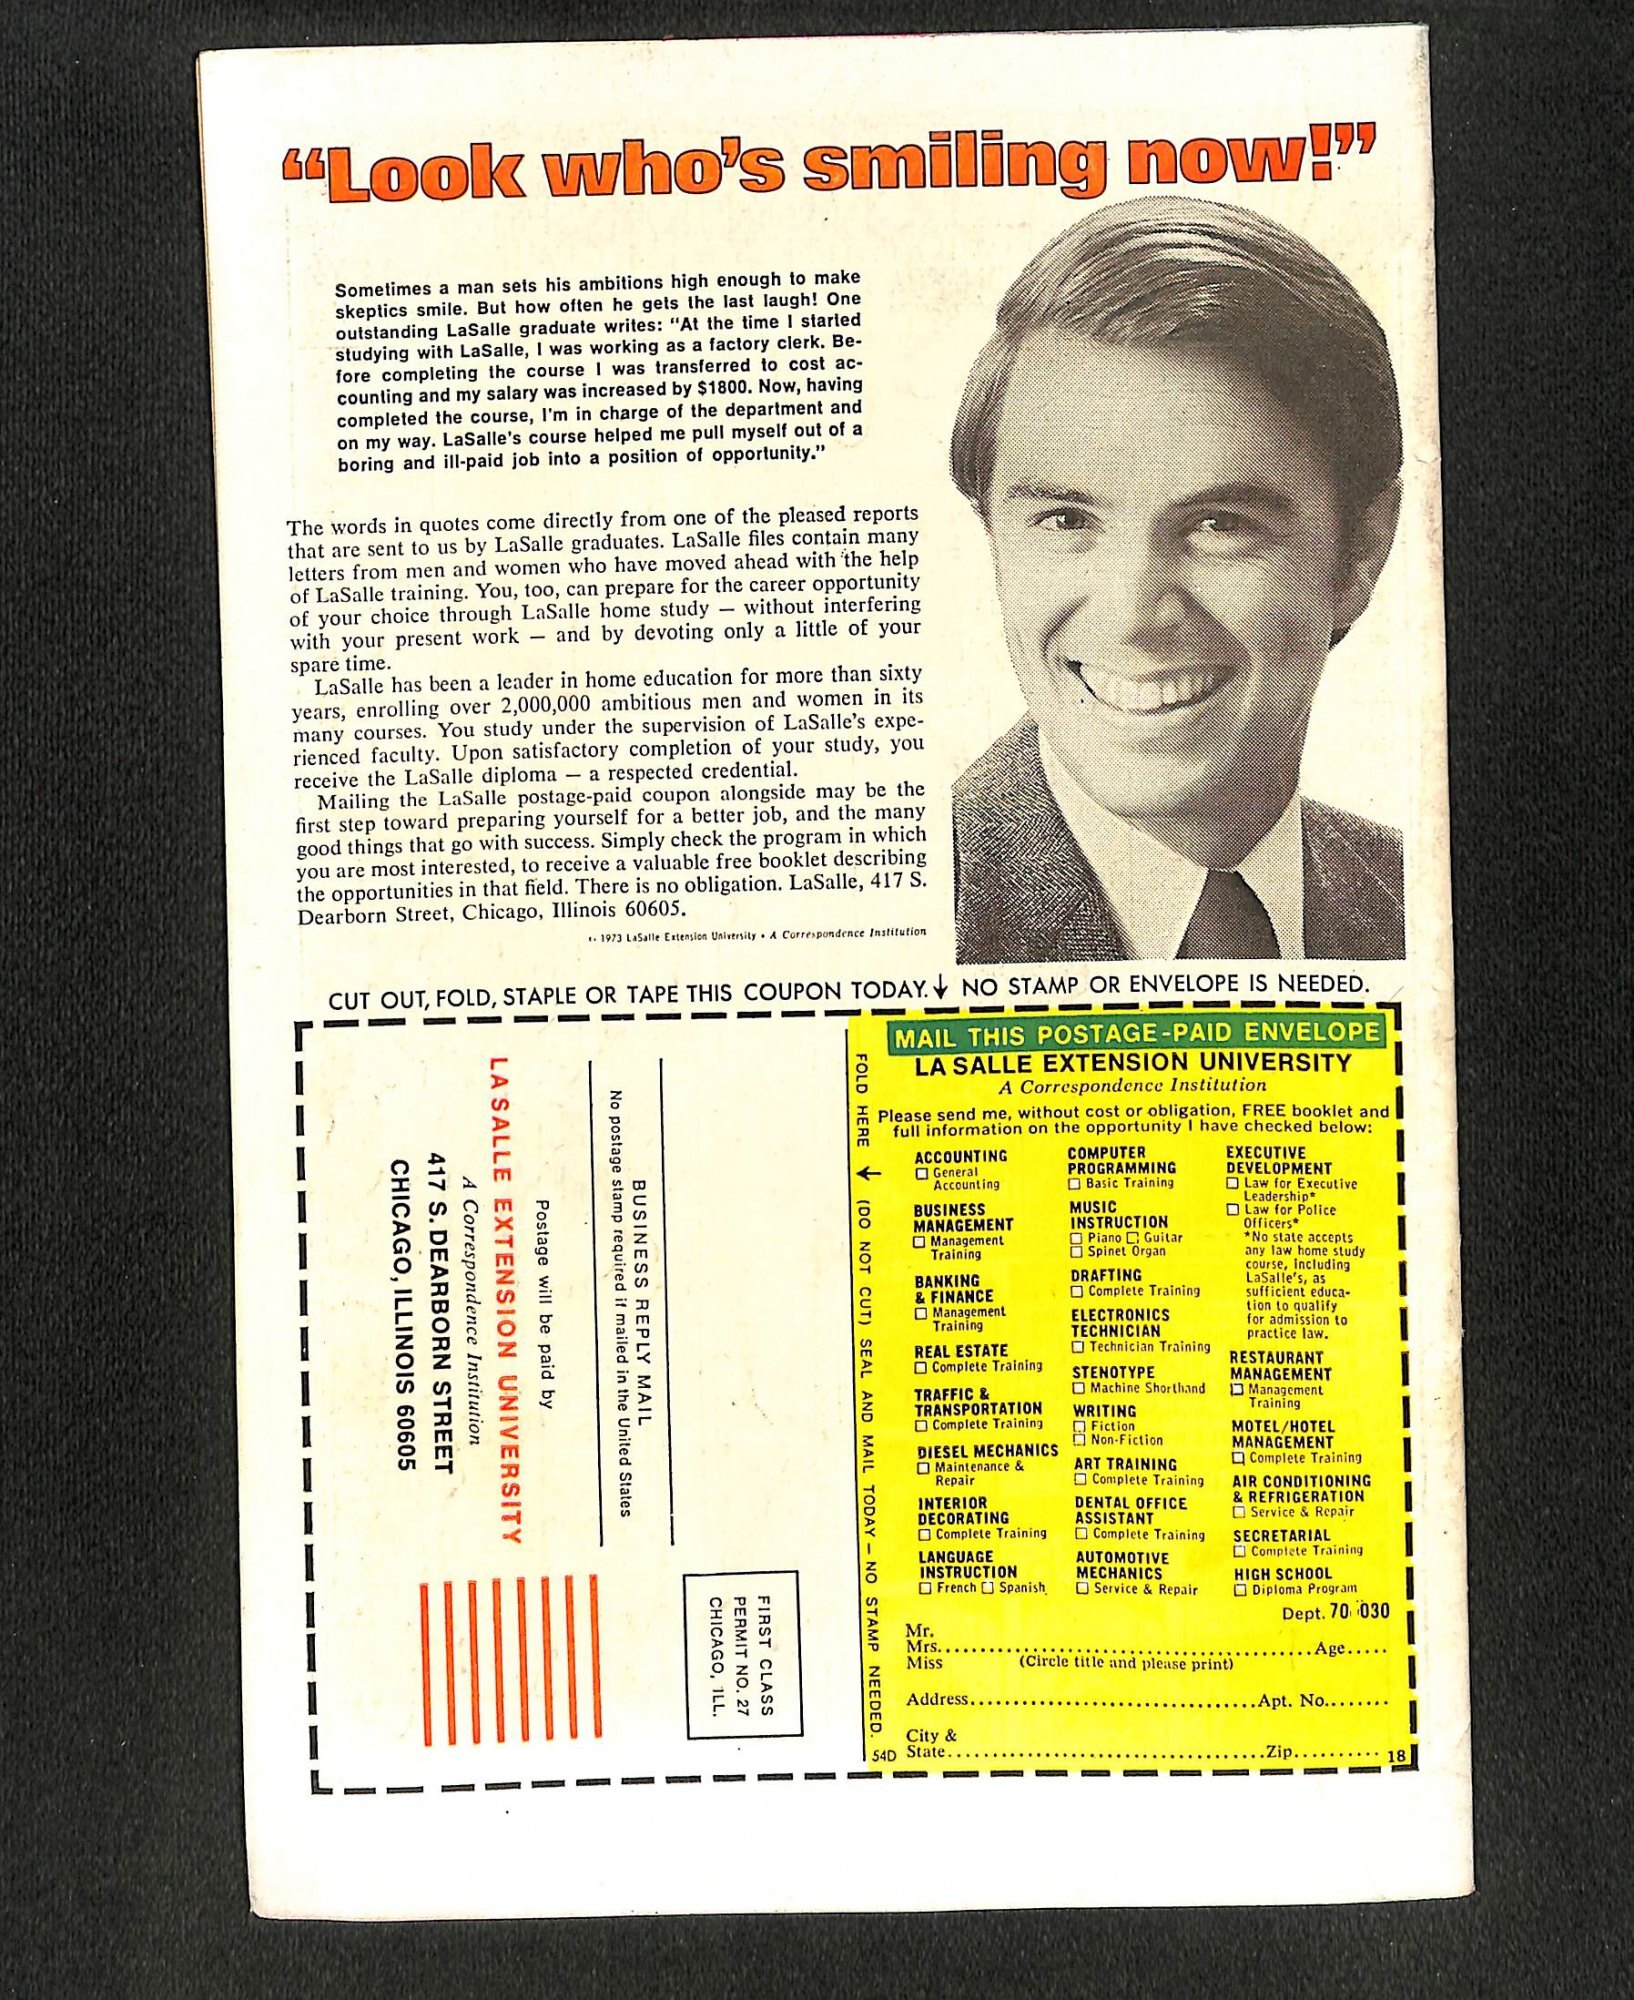 “Look who's smiling now!”
Sometimes a man sets his ambitions high enough to make
skeptics smile. But how often he gets the last laugh! One
outstanding LaSalle graduate writes: “At the time I started
studying with LaSalle, I was working as a factory clerk. Be-
fore completing the course I was transferred to cost ac-
counting and my salary was increased by $1800. Now, having
completed the course, I'm in charge of the department and
on my way. LaSalle's course helped me pull myself out of a
boring and ill-paid job into a position of opportunity.”
The words in quotes come directly from one of the pleased reports
that are sent to us by LaSalle graduates. LaSalle files contain many
letters from men and women who have moved ahead with the help
of LaSalle training. You, too, can prepare for the career opportunity
of your choice through LaSalle home study — without interfering
with your present work — and by devoting only a little of your
spare time.
LaSalle has been a leader in home education for more than sixty
years, enrolling over 2,000,000 ambitious men and women in its
many courses. You study under the supervision of LaSalle's expe-
rienced faculty. Upon satisfactory completion of your study, you
receive the LaSalle diploma — a respected credential.
Mailing the LaSalle postage-paid coupon alongside may be the
first step toward preparing yourself for a better job, and the many
good things that go with success. Simply check the program in which
you are most interested, to receive a valuable free booklet describing
the opportunities in that field. There is no obligation. LaSalle, 417 S.
Dearborn Street, Chicago, Illinois 60605.
1973 LaSalle Extension University • A Correspondence Institution
CUT OUT, FOLD, STAPLE OR TAPE THIS COUPON TODAY. ↓ NO STAMP OR ENVELOPE IS NEEDED.
FIRST CLASS
PERMIT NO. 27
CHICAGO, ILL.
BUSINESS REPLY MAIL
No postage stamp required if mailed in the United States
Postage will be paid by
LA SALLE EXTENSION UNIVERSITY
A Correspondence Institution
417 S. DEARBORN STREET
CHICAGO, ILLINOIS 60605
FOLD HERE ↓ (DO NOT CUT) SEAL AND MAIL TODAY – NO STAMP NEEDED.
MAIL THIS POSTAGE-PAID ENVELOPE
LA SALLE EXTENSION UNIVERSITY
A Correspondence Institution
Please send me, without cost or obligation, FREE booklet and
full information on the opportunity I have checked below:
ACCOUNTING
☐ General
Accounting
BUSINESS
MANAGEMENT
☐ Management
Training
BANKING
& FINANCE
☐ Management
Training
REAL ESTATE
☐ Complete Training
TRAFFIC &
TRANSPORTATION
☐ Complete Training
DIESEL MECHANICS
☐ Maintenance &
Repair
INTERIOR
DECORATING
☐ Complete Training
LANGUAGE
INSTRUCTION
☐ French ☐ Spanish
COMPUTER
PROGRAMMING
☐ Basic Training
MUSIC
INSTRUCTION
☐ Piano ☐ Guitar
☐ Spinet Organ
DRAFTING
☐ Complete Training
ELECTRONICS
TECHNICIAN
☐ Technician Training
STENOTYPE
☐ Machine Shorthand
WRITING
☐ Fiction
☐ Non-Fiction
ART TRAINING
☐ Complete Training
DENTAL OFFICE
ASSISTANT
☐ Complete Training
AUTOMOTIVE
MECHANICS
☐ Service & Repair
EXECUTIVE
DEVELOPMENT
☐ Law for Executive
Leadership*
☐ Law for Police
Officers*
*No state accepts
any law home study
course, including
LaSalle's, as
sufficient educa-
tion to qualify
for admission to
practice law.
RESTAURANT
MANAGEMENT
☐ Management
Training
MOTEL/HOTEL
MANAGEMENT
☐ Complete Training
AIR CONDITIONING
& REFRIGERATION
☐ Service & Repair
SECRETARIAL
☐ Complete Training
HIGH SCHOOL
☐ Diploma Program
Dept. 70-030
Mr.
Mrs. Age
Miss (Circle title and please print)
Address Apt. No.
City &
State Zip
54D 18